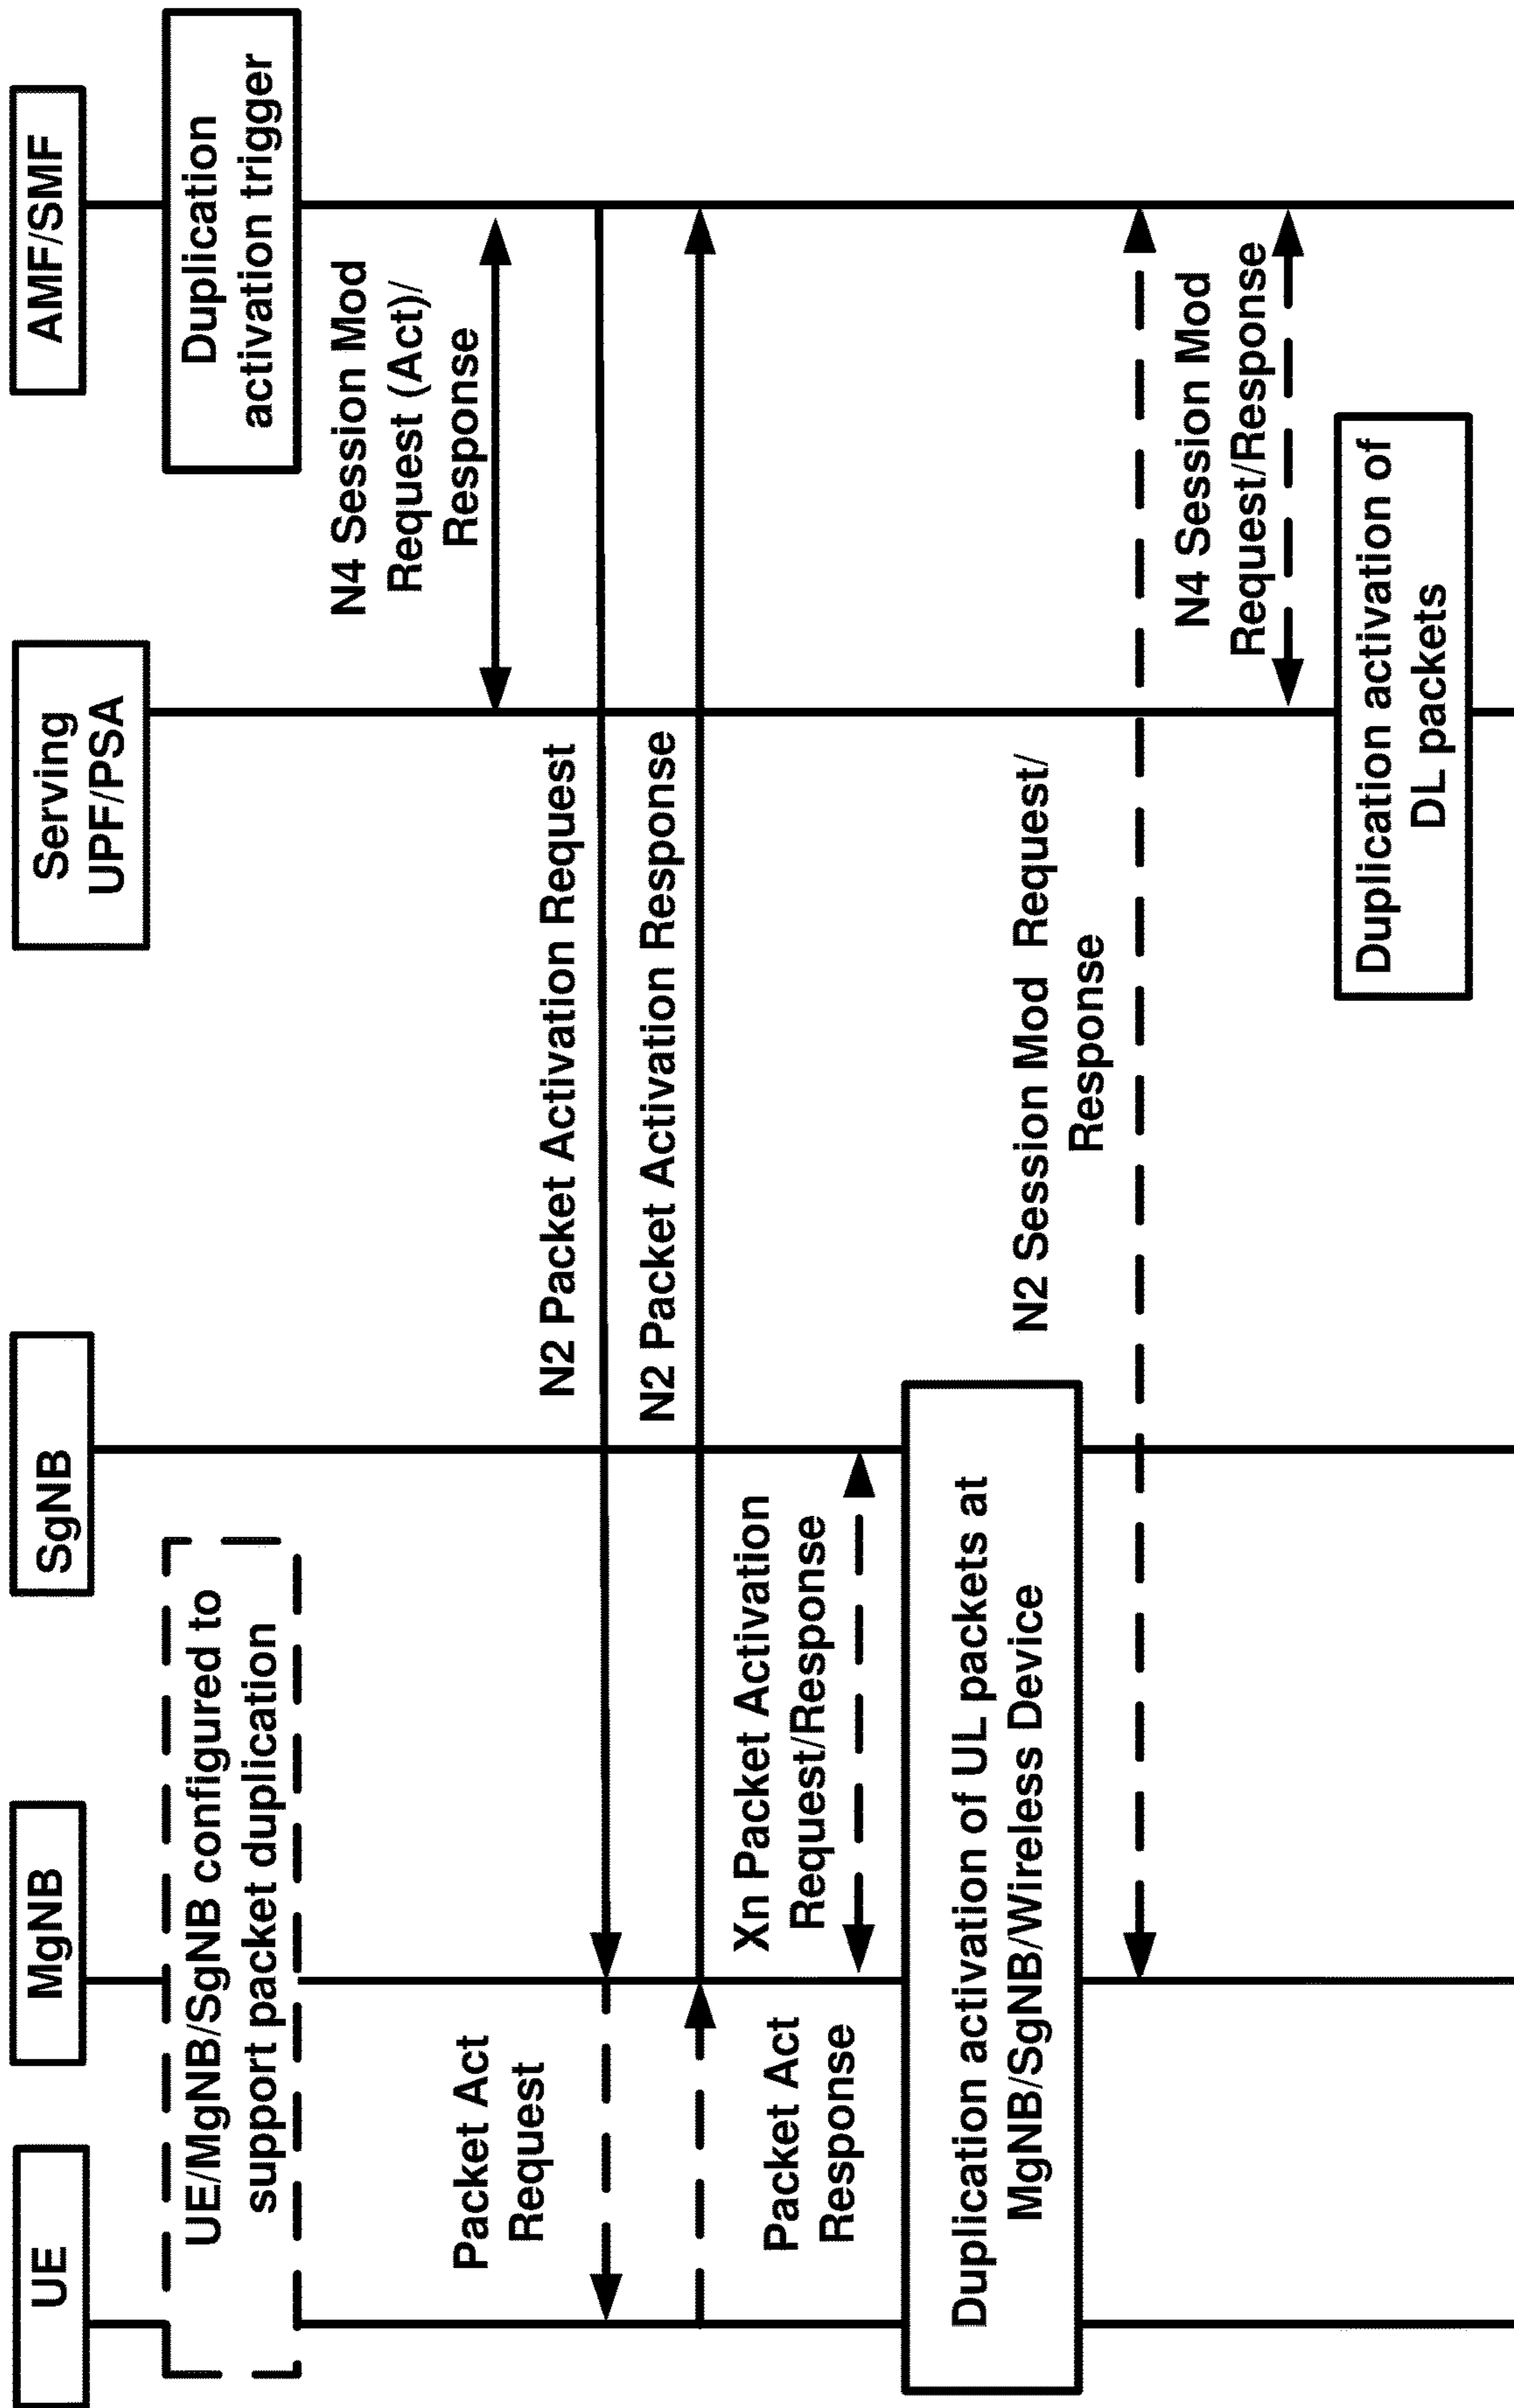 UE
MgNB
SgNB
Serving
UPF/PSA
AMF/SMF
UE/MgNB/SgNB configured to
support packet duplication
Duplication
activation trigger
N4 Session Mod
Request (Act)/
Response
Packet Act
Request
N2 Packet Activation Request
N2 Packet Activation Response
Packet Act
Response
Xn Packet Activation
Request/Response
Duplication activation of UL packets at
MgNB/SgNB/Wireless Device
N2 Session Mod Request/
Response
N4 Session Mod
Request/Response
Duplication activation of
DL packets